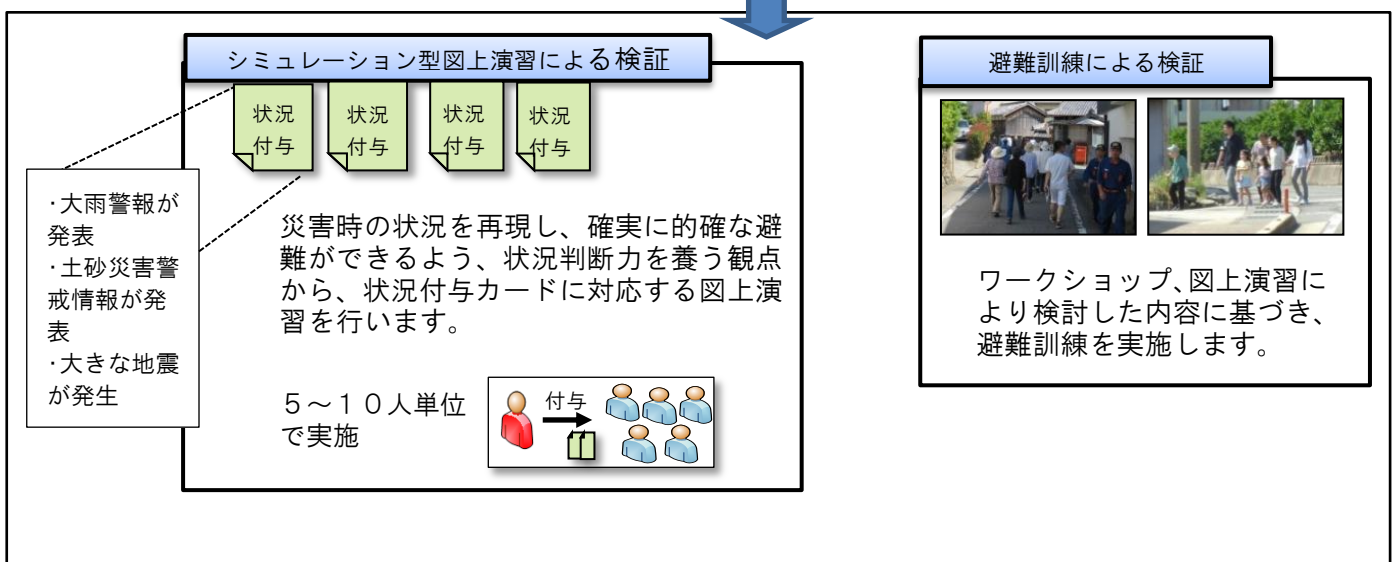 シミュレーション型図上演習による検証
状況
付与
状況
付与
状況
付与
状況
付与
･大雨警報が
発表
･土砂災害警
戒情報が発
表
･大きな地震
が発生
災害時の状況を再現し、確実に的確な避
難ができるよう、状況判断力を養う観点
から、状況付与カードに対応する図上演
習を行います。
５～１０人単位
で実施
付与
避難訓練による検証
ワークショップ、図上演習に
より検討した内容に基づき、
避難訓練を実施します。